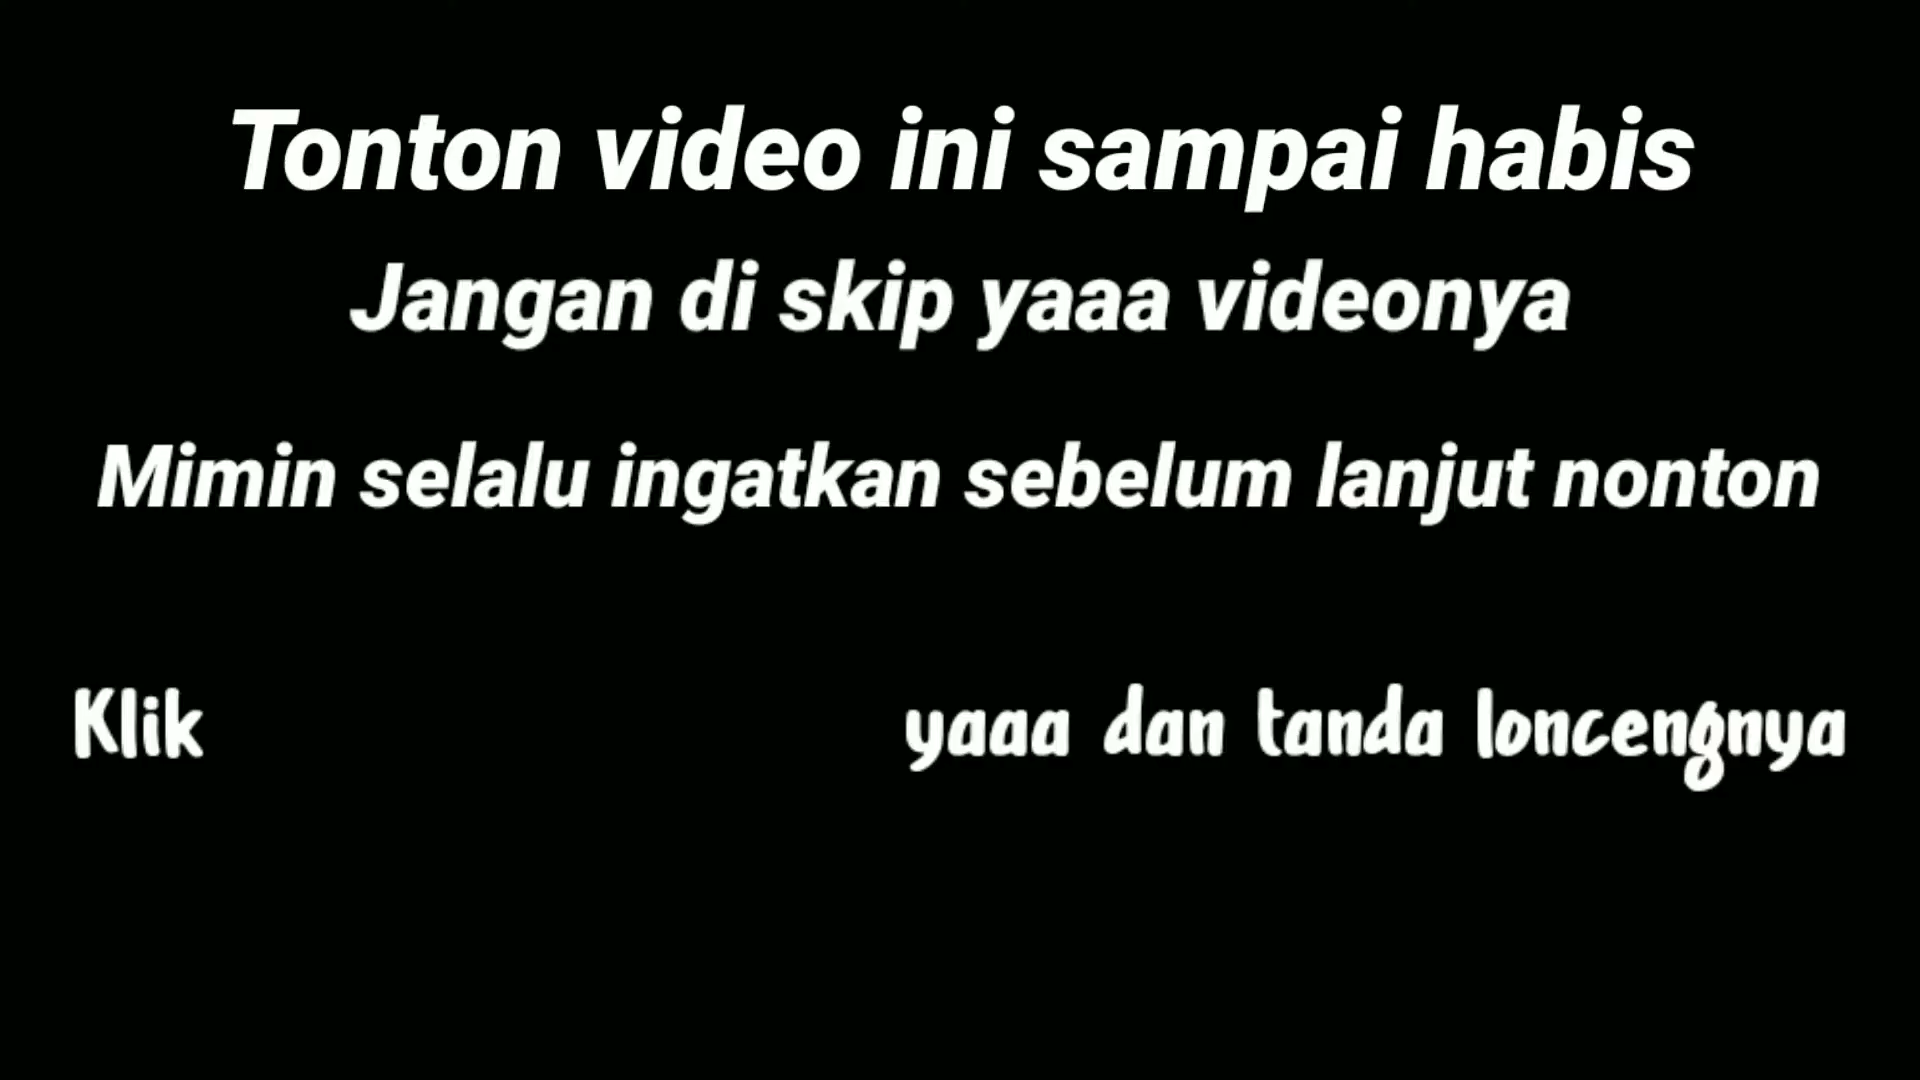 Tonton video ini sampai habis
Jangan di skip yaaa videonya
Mimin selalu ingatkan sebelum lanjut nonton
Klik yaaa dan tanda loncengnya